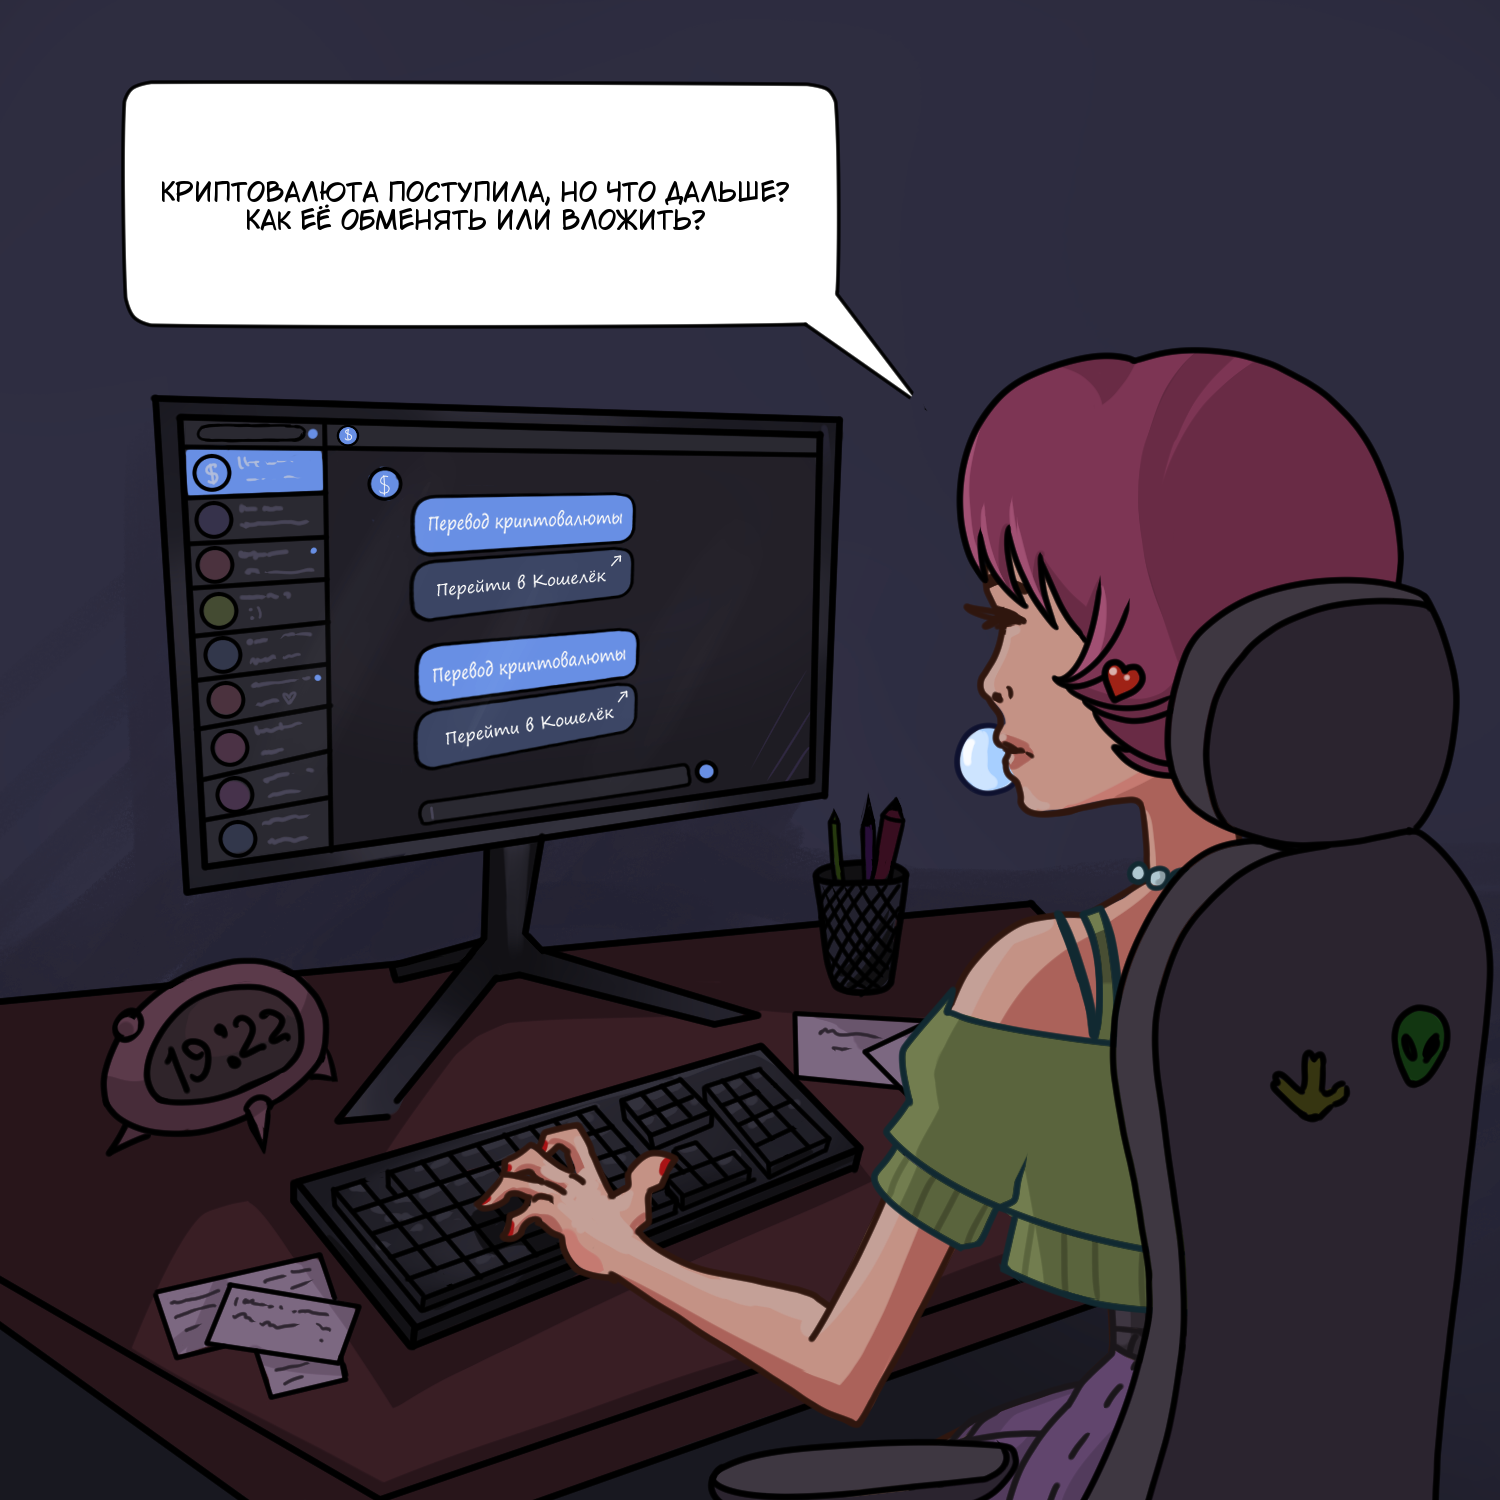 КРИПТОВАЛЮТА ПОСТУПИЛА, НО ЧТО ДАЛЬШЕ?
КАК ЕЁ ОБМЕНЯТЬ ИЛИ ВЛОЖИТЬ?
$
$
$
:)
Перевод криптовалюты
Перейти в Кошелёк
Перевод криптовалюты
Перейти в Кошелёк
19:22